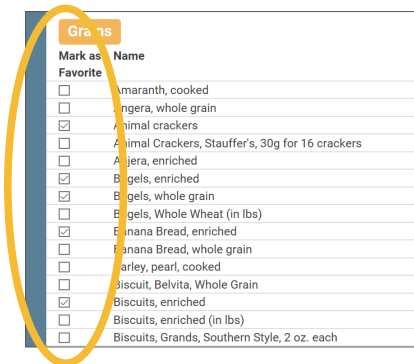 Grains
Mark as Name
Favorite
Amaranth, cooked
Angera, whole grain
Animal crackers
Animal Crackers, Stauffer's, 30g for 16 crackers
Anjera, enriched
Bagels, enriched
Bagels, whole grain
Bagels, Whole Wheat (in lbs)
Banana Bread, enriched
Banana Bread, whole grain
Barley, pearl, cooked
Biscuit, Belvita, Whole Grain
Biscuits, enriched
Biscuits, enriched (in lbs)
Biscuits, Grands, Southern Style, 2 oz. each